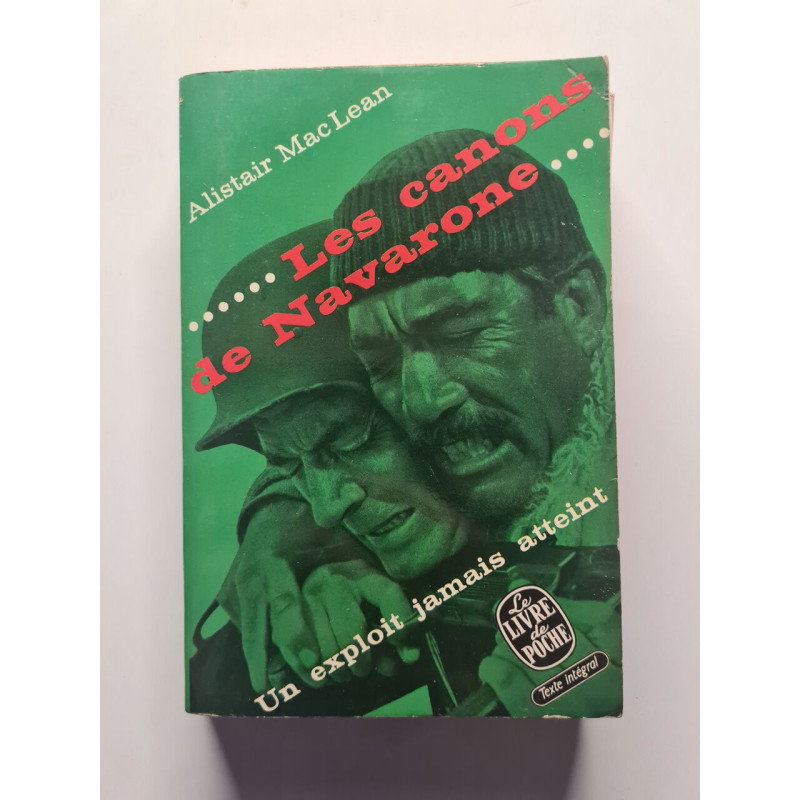 Alistair MacLean
......Les canons
de Navarone....
Un exploit jamais atteint
Le
LIVRE
de
POCHE
Texte intégral